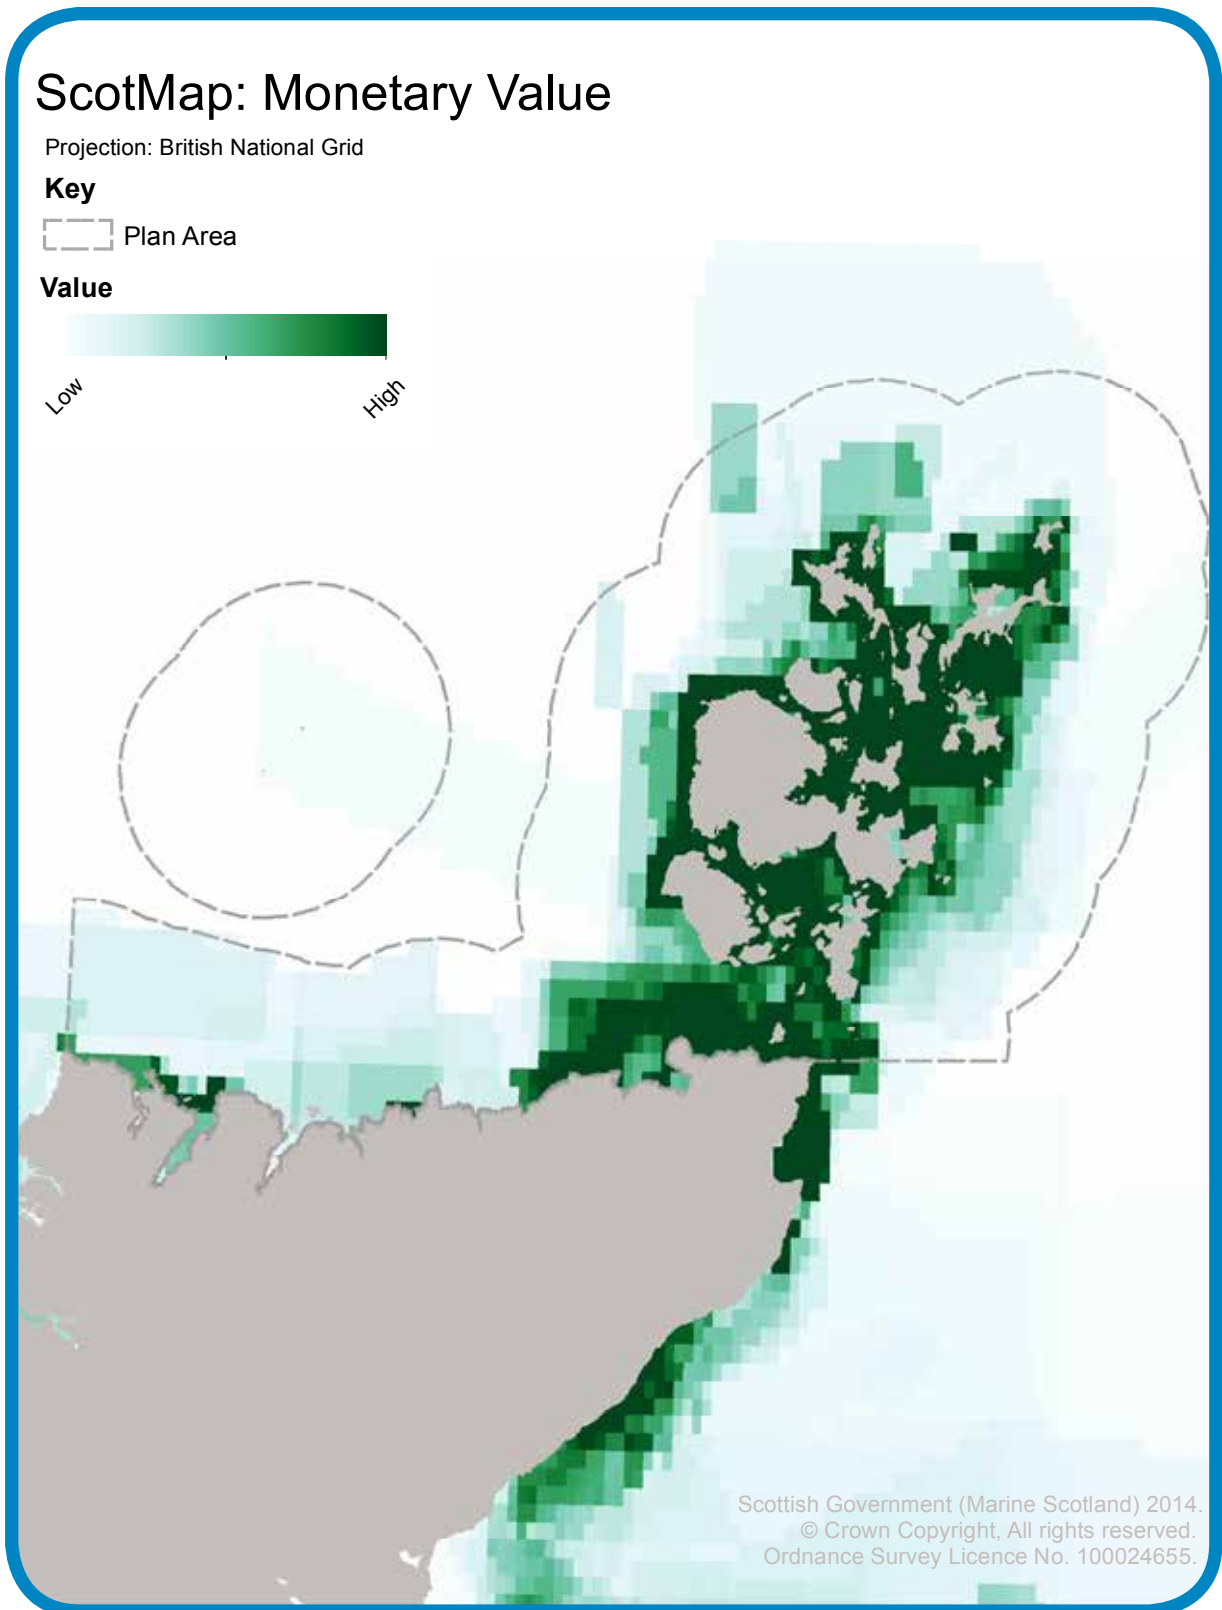 ScotMap: Monetary Value
Projection: British National Grid
Key
Plan Area
Value
Low
High
Scottish Government (Marine Scotland) 2014.
© Crown Copyright, All rights reserved.
Ordnance Survey Licence No. 100024655.